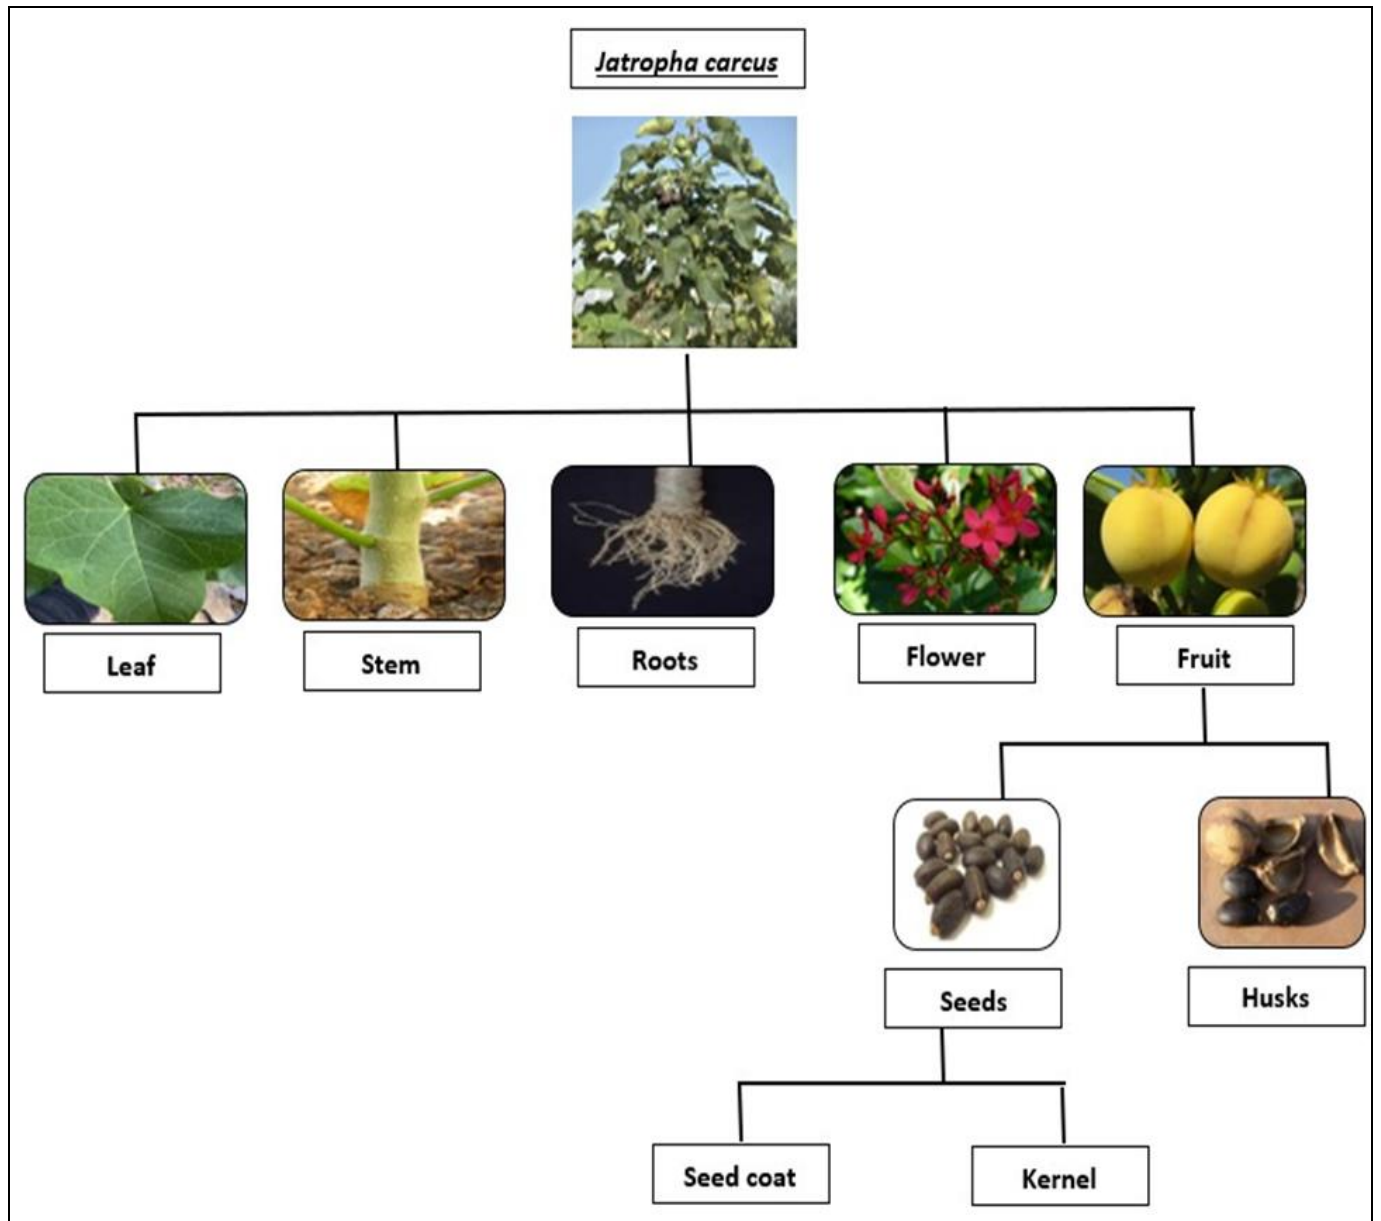 Jatropha carcus
Leaf
Stem
Roots
Flower
Fruit
Seeds
Husks
Seed coat
Kernel